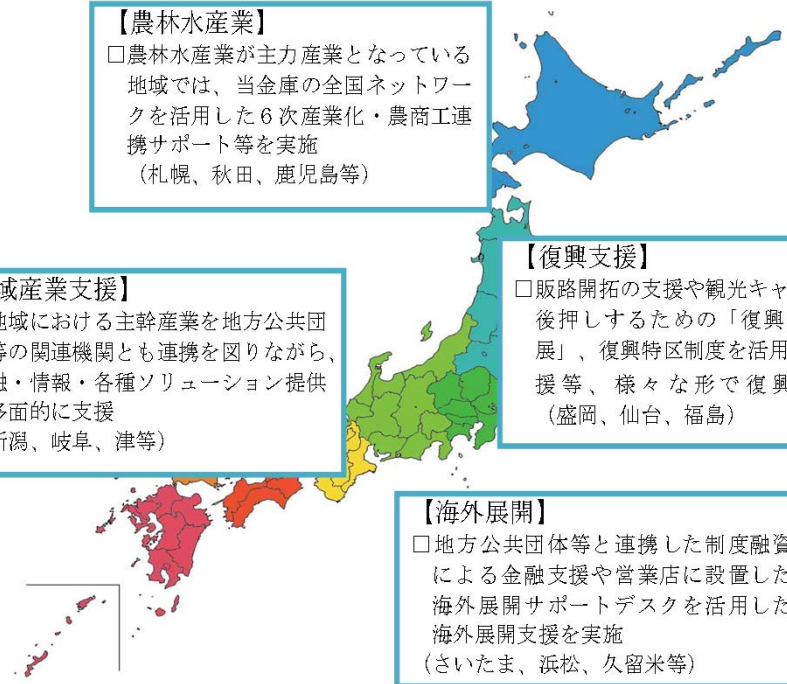 【農林水産業】
□農林水産業が主力産業となっている
地域では、当金庫の全国ネットワー
クを活用した６次産業化・農商工連
携サポート等を実施
（札幌、秋田、鹿児島等）
【復興支援】
□販路開拓の支援や観光キャ
後押しするための「復興
展」、復興特区制度を活用
援等、様々な形で復興
（盛岡、仙台、福島）
域産業支援】
地域における主幹産業を地方公共団
等の関連機関とも連携を図りながら、
融・情報・各種ソリューション提供
多面的に支援
新潟、岐阜、津等）
【海外展開】
□地方公共団体等と連携した制度融資
による金融支援や営業店に設置した
海外展開サポートデスクを活用した
海外展開支援を実施
（さいたま、浜松、久留米等）